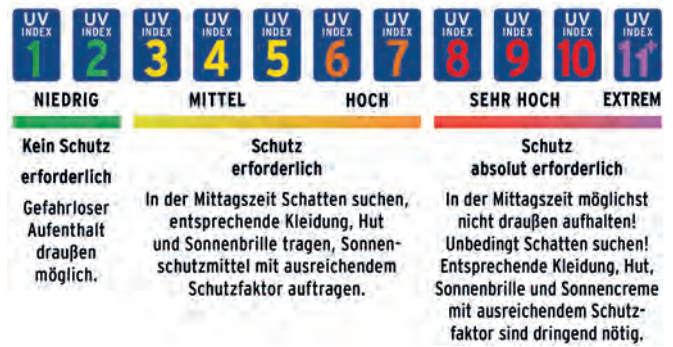 UV INDEX 1
UV INDEX 2
UV INDEX 3
UV INDEX 4
UV INDEX 5
UV INDEX 6
UV INDEX 7
UV INDEX 8
UV INDEX 9
UV INDEX 10
UV INDEX 11+
NIEDRIG
MITTEL
HOCH
SEHR HOCH
EXTREM
Kein Schutz
erforderlich
Gefahrloser
Aufenthalt
draußen
möglich.
Schutz
erforderlich
In der Mittagszeit Schatten suchen,
entsprechende Kleidung, Hut
und Sonnenbrille tragen, Sonnen-
schutzmittel mit ausreichendem
Schutzfaktor auftragen.
Schutz
absolut erforderlich
In der Mittagszeit möglichst
nicht draußen aufhalten!
Unbedingt Schatten suchen!
Entsprechende Kleidung, Hut,
Sonnenbrille und Sonnencreme
mit ausreichendem Schutz-
faktor sind dringend nötig.